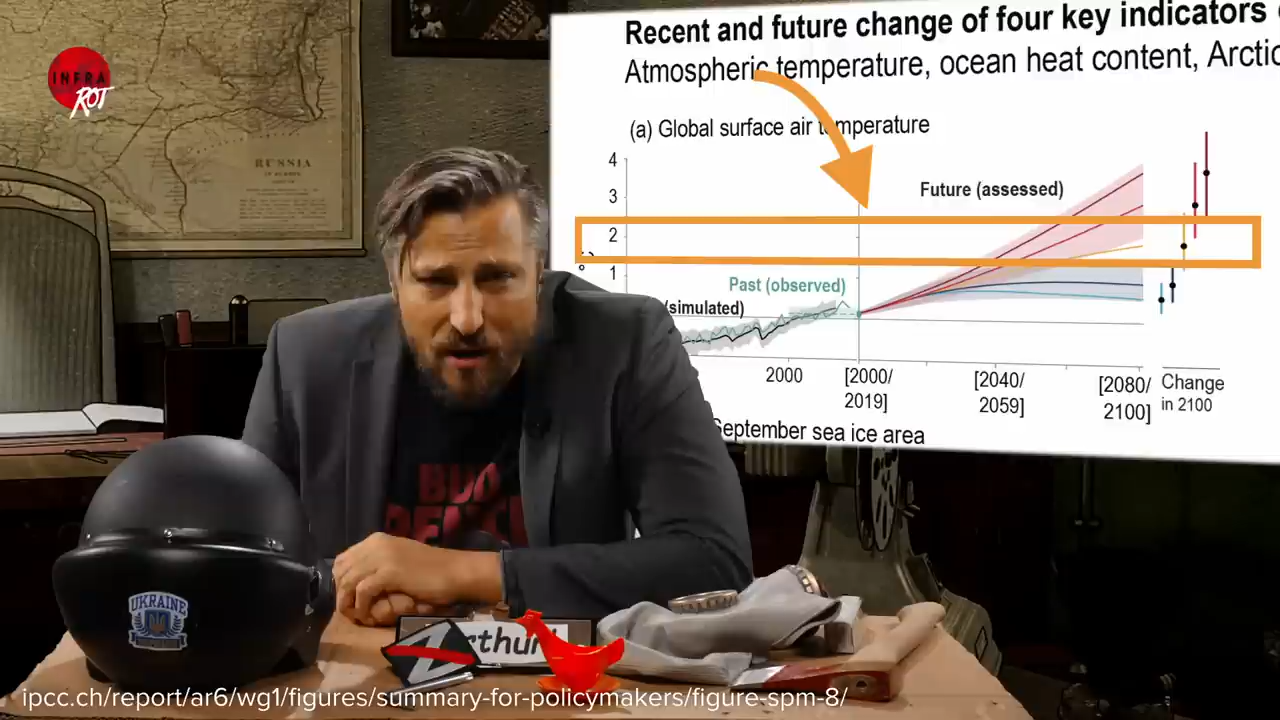 INFRA
ROT
RUSSIA
Recent and future change of four key indicators
Atmospheric temperature, ocean heat content, Arctic
(a) Global surface air temperature
4
3
2
1
Future (assessed)
Past (observed)
(simulated)
2000
[2000/
2019]
[2040/
2059]
[2080/
2100]
Change
in 2100
September sea ice area
UKRAINE
rthur
ipcc.ch/report/ar6/wg1/figures/summary-for-policymakers/figure-spm-8/